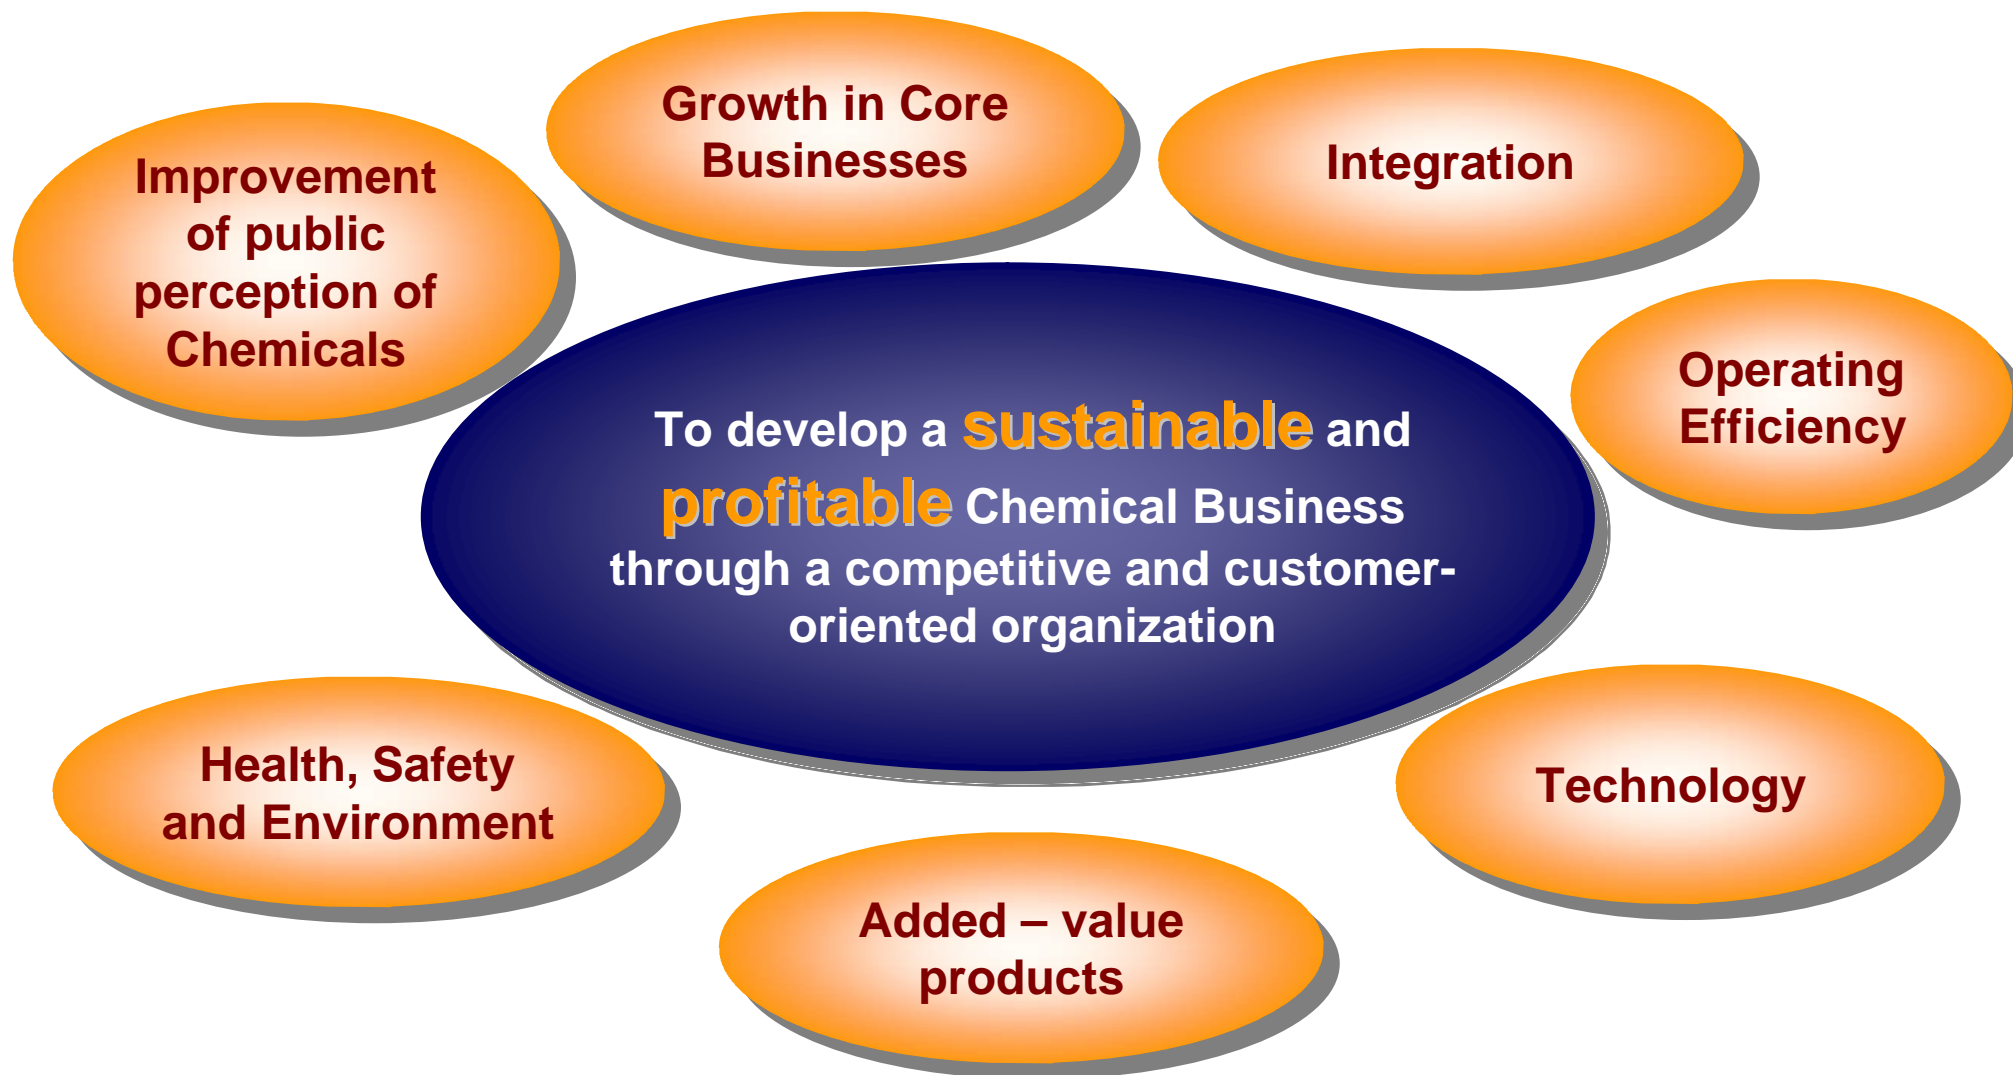 Growth in Core
Businesses
Integration
Improvement
of public
perception of
Chemicals
Operating
Efficiency
To develop a sustainable and
profitable Chemical Business
through a competitive and customer-
oriented organization
Health, Safety
and Environment
Technology
Added – value
products